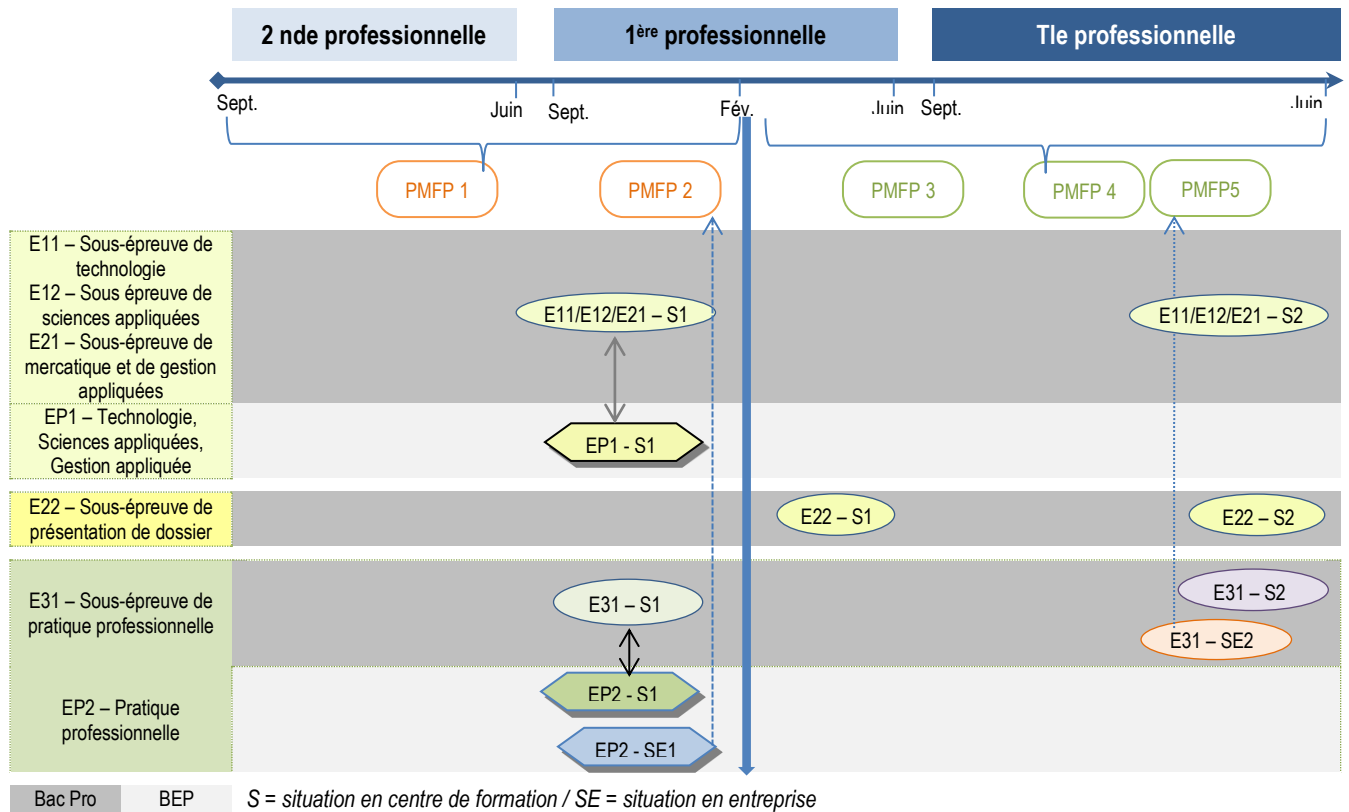 2 nde professionnelle
1ère professionnelle
Tle professionnelle
Sept.
Juin
Sept.
Fév.
Juin
Sept.
Juin
PMFP 1
PMFP 2
PMFP 3
PMFP 4
PMFP5
E11 – Sous-épreuve de
technologie
E12 – Sous épreuve de
sciences appliquées
E21 – Sous-épreuve de
mercatique et de gestion
appliquées
E11/E12/E21 – S1
E11/E12/E21 – S2
EP1 – Technologie,
Sciences appliquées,
Gestion appliquée
EP1 - S1
E22 – Sous-épreuve de
présentation de dossier
E22 – S1
E22 – S2
E31 – Sous-épreuve de
pratique professionnelle
E31 – S1
E31 – S2
E31 – SE2
EP2 – Pratique
professionnelle
EP2 - S1
EP2 - SE1
Bac Pro
BEP
S = situation en centre de formation / SE = situation en entreprise